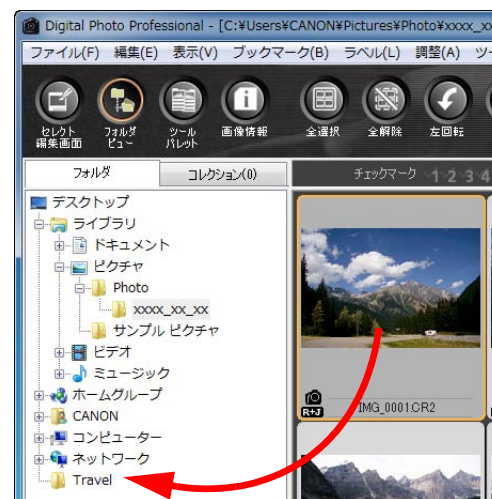 Digital Photo Professional - [C:¥Users¥CANON¥Pictures¥Photo¥xxxx_xx
ファイル(F) 編集(E) 表示(V) ブックマーク(B) ラベル(L) 調整(A) ツー
セレクト
編集画面
フォルダ
ビュー
ツール
パレット
画像情報
全選択
全解除
左回転
フォルダ
コレクション(0)
チェックマーク 1 2 3 4
デスクトップ
ライブラリ
ドキュメント
ピクチャ
Photo
xxxx_xx_xx
サンプル ピクチャ
ビデオ
ミュージック
ホームグループ
CANON
コンピューター
ネットワーク
Travel
R+J
IMG_0001.CR2